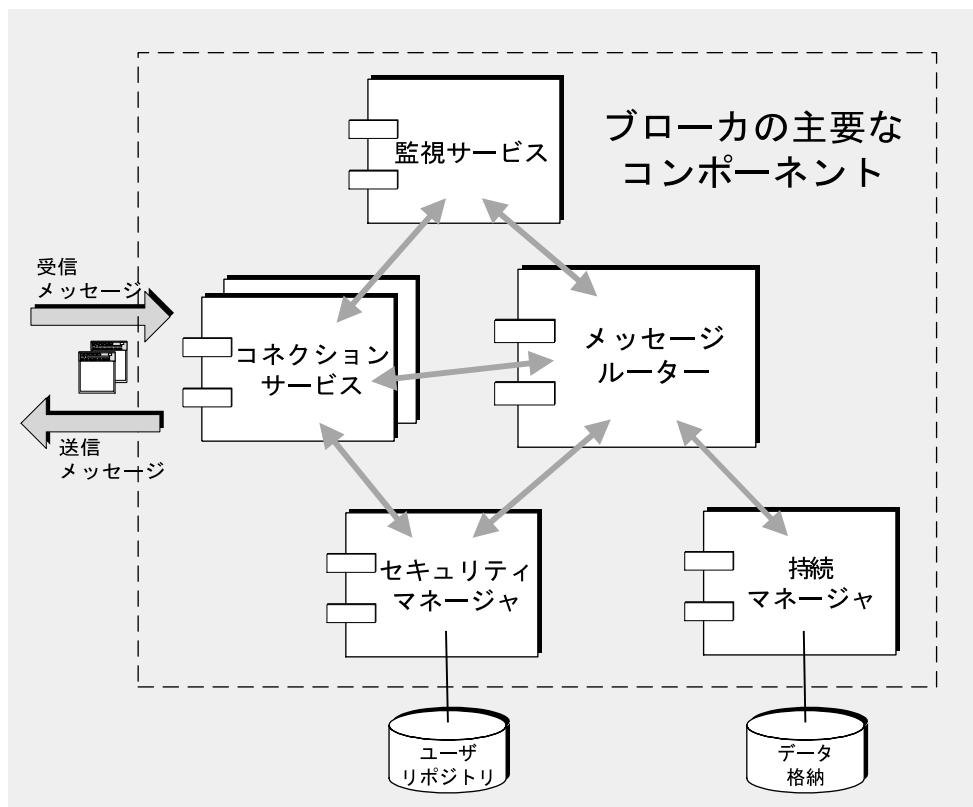 ブローカの主要な
コンポーネント
監視サービス
受信
メッセージ
コネクション
サービス
メッセージ
ルーター
送信
メッセージ
セキュリティ
マネージャ
持続
マネージャ
ユーザ
リポジトリ
データ
格納